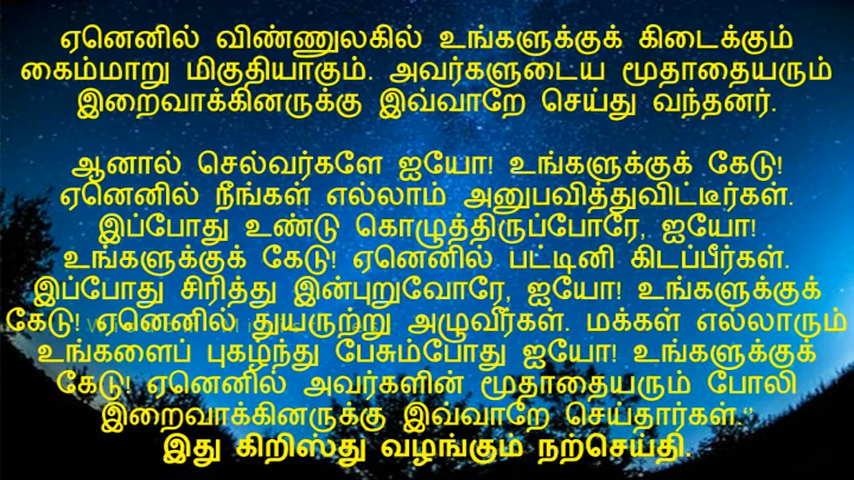 ஏனெனில் விண்ணுலகில் உங்களுக்குக் கிடைக்கும்
கைம்மாறு மிகுதியாகும். அவர்களுடைய மூதாதையரும்
இறைவாக்கினருக்கு இவ்வாறே செய்து வந்தனர்.
ஆனால் செல்வர்களே ஐயோ! உங்களுக்குக் கேடு!
ஏனெனில் நீங்கள் எல்லாம் அனுபவித்துவிட்டீர்கள்.
இப்போது உண்டு கொழுத்திருப்போரே, ஐயோ!
உங்களுக்குக் கேடு! ஏனெனில் பட்டினி கிடப்பீர்கள்.
இப்போது சிரித்து இன்புறுவோரே, ஐயோ! உங்களுக்குக்
கேடு! ஏனெனில் துயருற்று அழுவீர்கள். மக்கள் எல்லாரும்
உங்களைப் புகழ்ந்து பேசும்போது ஐயோ! உங்களுக்குக்
கேடு! ஏனெனில் அவர்களின் மூதாதையரும் போலி
இறைவாக்கினருக்கு இவ்வாறே செய்தார்கள்.”
இது கிறிஸ்து வழங்கும் நற்செய்தி.